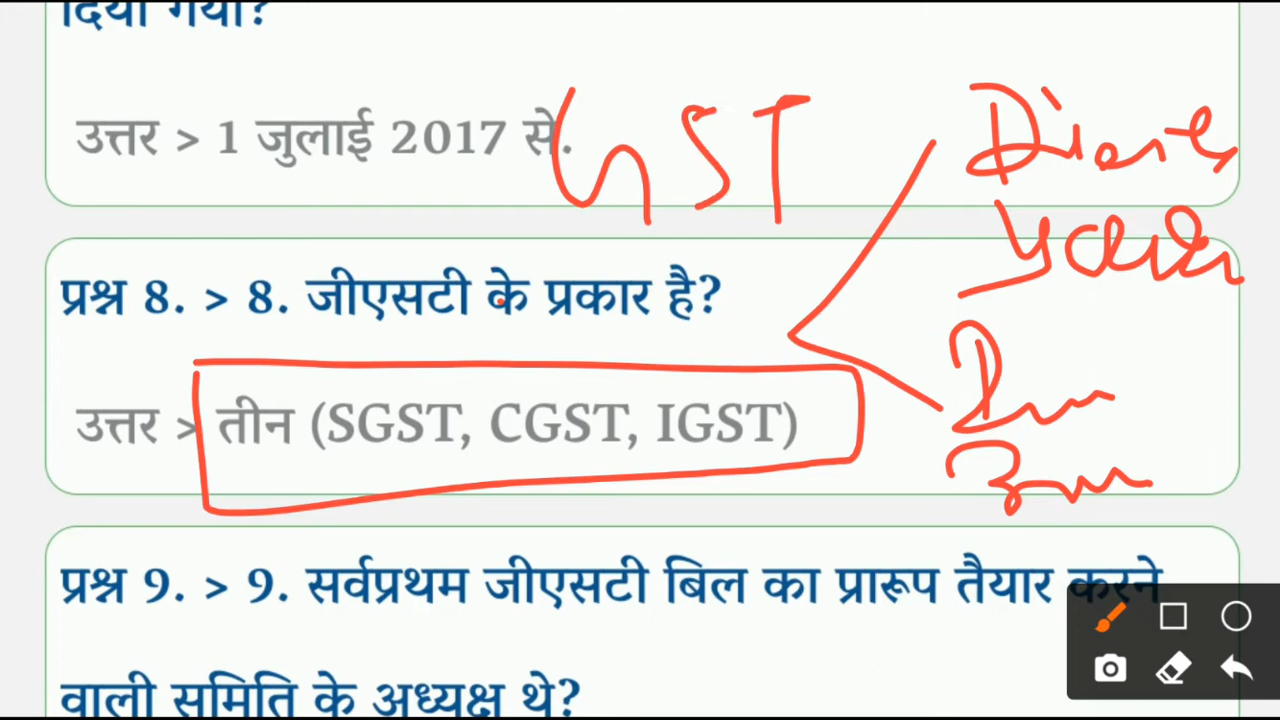 दिया गया?
उत्तर > 1 जुलाई 2017 से.
GST
प्रश्न 8. > 8. जीएसटी के प्रकार है?
उत्तर > तीन (SGST, CGST, IGST)
प्रश्न 9. > 9. सर्वप्रथम जीएसटी बिल का प्रारूप तैयार करने
वाली समिति के अध्यक्ष थे?